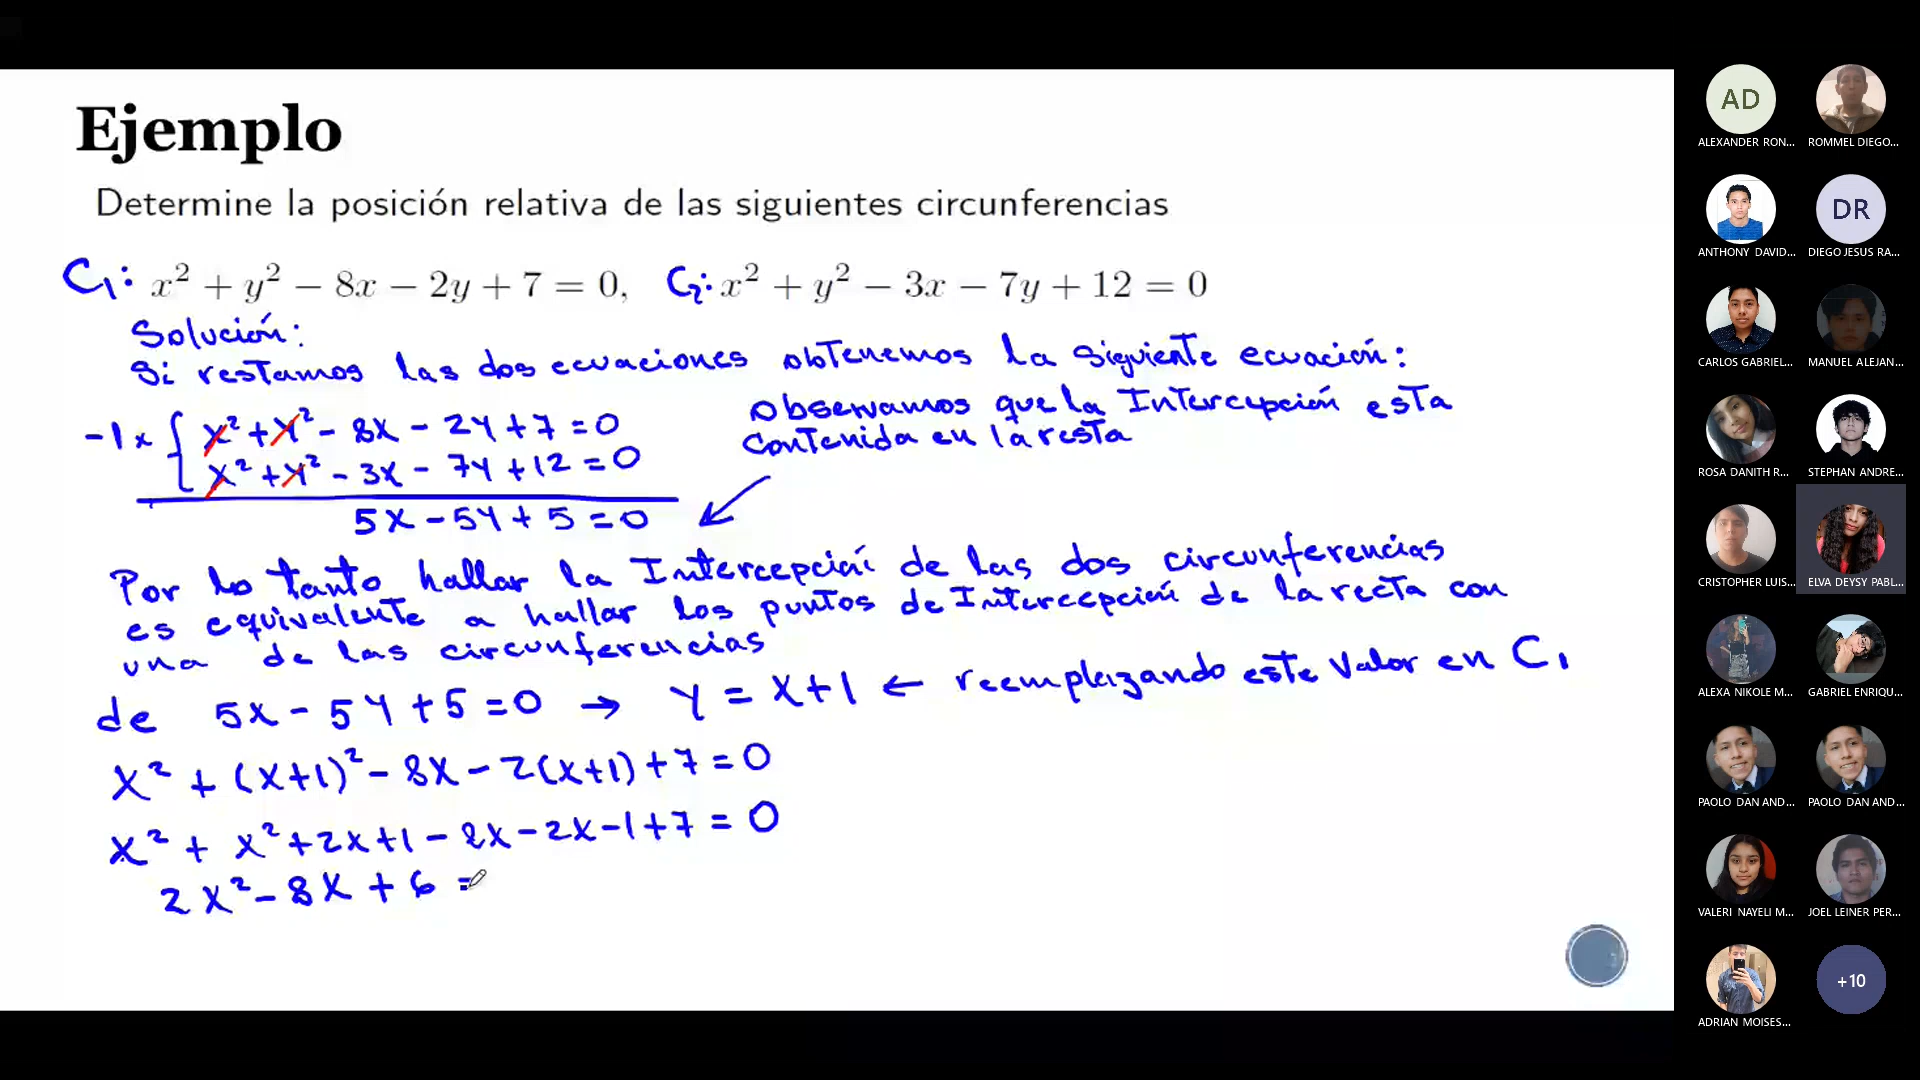 Ejemplo
Determine la posición relativa de las siguientes circunferencias
C₁: x² + y² − 8x − 2y + 7 = 0, C₂: x² + y² − 3x − 7y + 12 = 0
Solución:
Si restamos las dos ecuaciones obtenemos la siguiente ecuación:
observamos que la Intercepción esta
contenida en la resta
-1x { x² + y² - 8x - 2y + 7 = 0
x² + y² - 3x - 7y + 12 = 0
5x - 5y + 5 = 0
Por lo tanto hallar la Intercepción de las dos circunferencias
es equivalente a hallar los puntos de Intercepción de la recta con
una de las circunferencias
de 5x - 5y + 5 = 0 → y = x+1 ← reemplazando este valor en C₁
x² + (x+1)² - 8x - 2(x+1) + 7 = 0
x² + x² + 2x + 1 - 8x - 2x - 1 + 7 = 0
2x² - 8x + 6 =
AD
ALEXANDER RON...
ROMMEL DIEGO...
ANTHONY DAVID...
DR
DIEGO JESUS RA...
CARLOS GABRIEL...
MANUEL ALEJAN...
ROSA DANITH R...
STEPHAN ANDRE...
CRISTOPHER LUIS...
ELVA DEYSY PABL...
ALEXA NIKOLE M...
GABRIEL ENRIQU...
PAOLO DAN AND...
PAOLO DAN AND...
VALERI NAYELI M...
JOEL LEINER PER...
ADRIAN MOISES...
+10